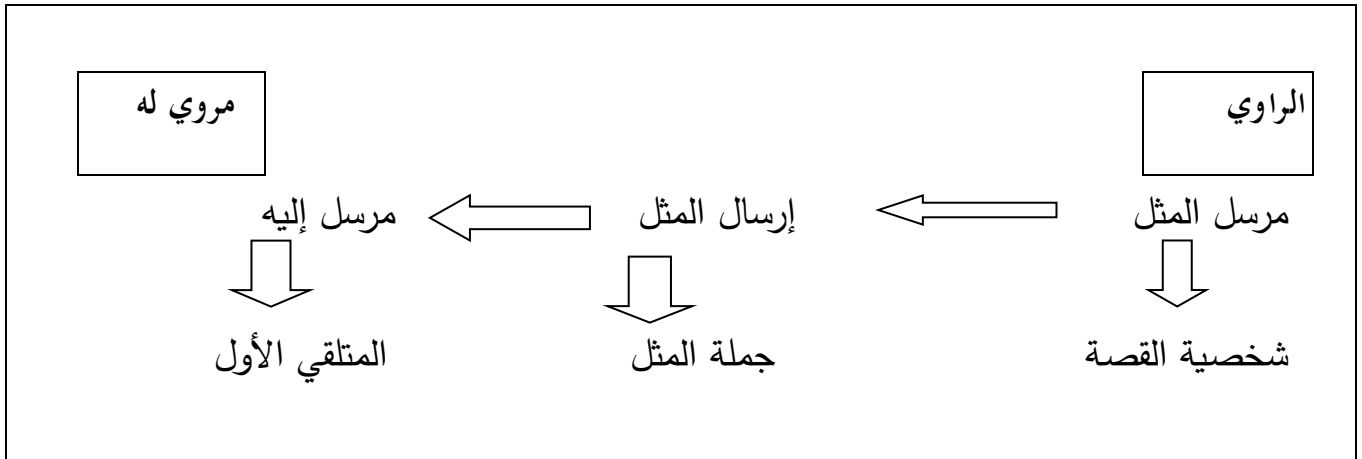 الراوي
مروي له
مرسل المثل
إرسال المثل
مرسل إليه
شخصية القصة
جملة المثل
المتلقي الأول